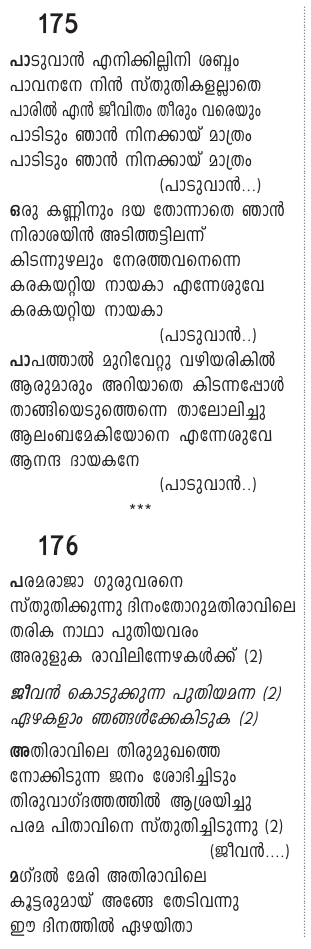 175
പാടുവാൻ എനിക്കില്ലിനി ശബ്ദം
പാവനനേ നിൻ സ്തുതികളല്ലാതെ
പാരിൽ എൻ ജീവിതം തീരും വരെയും
പാടിടും ഞാൻ നിനക്കായ് മാത്രം
പാടിടും ഞാൻ നിനക്കായ് മാത്രം
(പാടുവാൻ...)
ഒരു കണ്ണിനും ദയ തോന്നാതെ ഞാൻ
നിരാശയിൻ അടിത്തട്ടിലന്ന്
കിടന്നുഴലും നേരത്തവനെന്നെ
കരകയറ്റിയ നായകാ എന്നേശുവേ
കരകയറ്റിയ നായകാ
(പാടുവാൻ..)
പാപത്താൽ മുറിവേറ്റു വഴിയരികിൽ
ആരുമാരും അറിയാതെ കിടന്നപ്പോൾ
താങ്ങിയെടുത്തെന്നെ താലോലിച്ചു
ആലംബമേകിയോനെ എന്നേശുവേ
ആനന്ദ ദായകനേ
(പാടുവാൻ..)
***
176
പരമരാജാ ഗുരുവരനെ
സ്തുതിക്കുന്നു ദിനംതോറുമതിരാവിലെ
തരിക നാഥാ പുതിയവരം
അരുളുക രാവിലിന്നേഴകൾക്ക് (2)
ജീവൻ കൊടുക്കുന്ന പുതിയമന്ന (2)
ഏഴകളാം ഞങ്ങൾക്കേകിടുക (2)
അതിരാവിലെ തിരുമുഖത്തെ
നോക്കിടുന്ന ജനം ശോഭിച്ചിടും
തിരുവാഗ്ദത്തത്തിൽ ആശ്രയിച്ചു
പരമ പിതാവിനെ സ്തുതിച്ചിടുന്നു (2)
(ജീവൻ....)
മഗ്ദൽ മേരി അതിരാവിലെ
കൂട്ടരുമായ് അങ്ങേ തേടിവന്നു
ഈ ദിനത്തിൽ ഏഴയിതാ